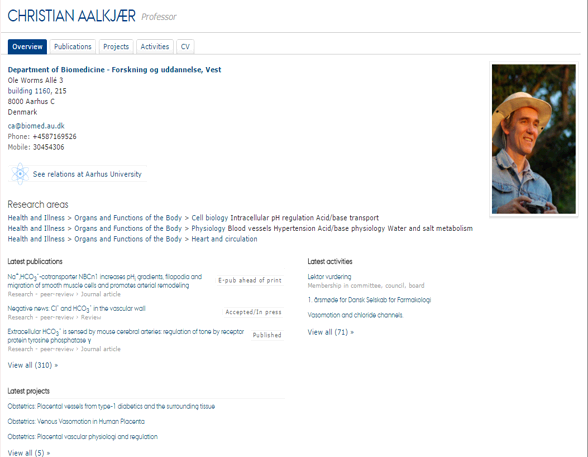 CHRISTIAN AALKJÆR Professor
Overview Publications Projects Activities CV
Department of Biomedicine - Forskning og uddannelse, Vest
Ole Worms Allé 3
building 1160, 215
8000 Aarhus C
Denmark
ca@biomed.au.dk
Phone: +4587169526
Mobile: 30454306
See relations at Aarhus University
Research areas
Health and Illness > Organs and Functions of the Body > Cell biology Intracellular pH regulation Acid/base transport
Health and Illness > Organs and Functions of the Body > Physiology Blood vessels Hypertension Acid/base physiology Water and salt metabolism
Health and Illness > Organs and Functions of the Body > Heart and circulation
Latest publications
Na⁺,HCO₃⁻-cotransporter NBCn1 increases pHᵢ gradients, filopodia and
migration of smooth muscle cells and promotes arterial remodeling
E-pub ahead of print
Research › peer-review › Journal article
Negative news: Cl⁻ and HCO₃⁻ in the vascular wall
Accepted/In press
Research › peer-review › Review
Extracellular HCO₃⁻ is sensed by mouse cerebral arteries: regulation of tone by receptor
protein tyrosine phosphatase γ
Published
Research › peer-review › Journal article
View all (310) »
Latest activities
Lektor vurdering
Membership in committee, council, board
1. årsmøde for Dansk Selskab for Farmakologi
Vasomotion and chloride channels
View all (71) »
Latest projects
Obstetrics: Placental vessels from type-1 diabetics and the surrounding tissue
Obstetrics: Venous Vasomotion in Human Placenta
Obstetrics: Placental vascular physiologi and regulation
View all (5) »